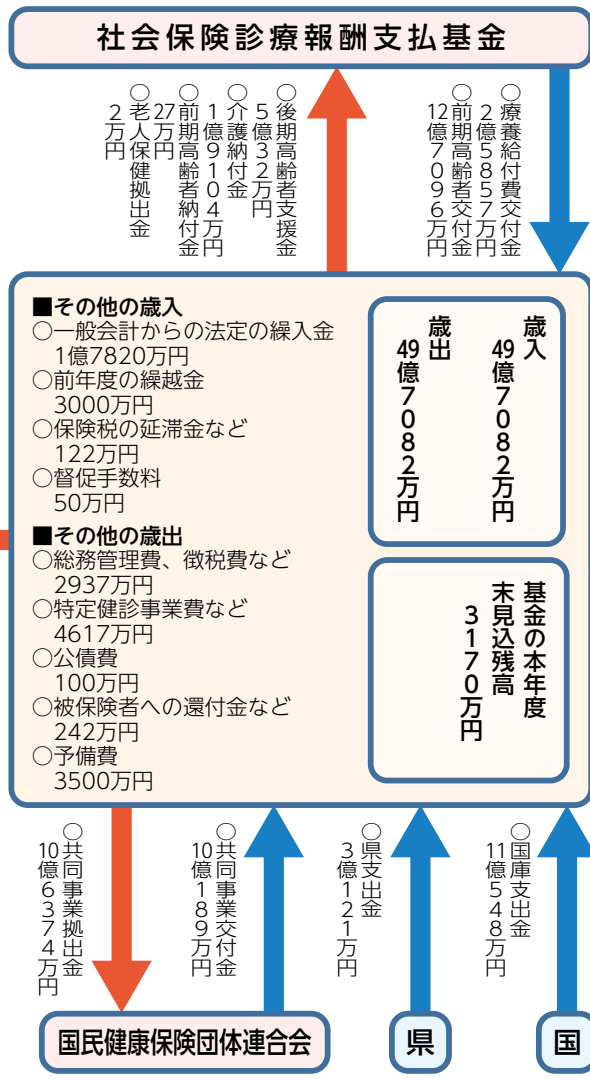 社会保険診療報酬支払基金
○療養給付費交付金
2億5857万円
○前期高齢者交付金
12億7096万円
○後期高齢者支援金
5億32万円
○介護納付金
1億9104万円
○前期高齢者納付金
27万円
○老人保健拠出金
2万円
歳入
49億7082万円
歳出
49億7082万円
基金の本年度
末見込残高
3170万円
■その他の歳入
○一般会計からの法定の繰入金
1億7820万円
○前年度の繰越金
3000万円
○保険税の延滞金など
122万円
○督促手数料
50万円
■その他の歳出
○総務管理費、徴税費など
2937万円
○特定健診事業費など
4617万円
○公債費
100万円
○被保険者への還付金など
242万円
○予備費
3500万円
○国庫支出金
11億548万円
○県支出金
3億121万円
○共同事業交付金
10億189万円
○共同事業拠出金
10億6374万円
国民健康保険団体連合会
県
国